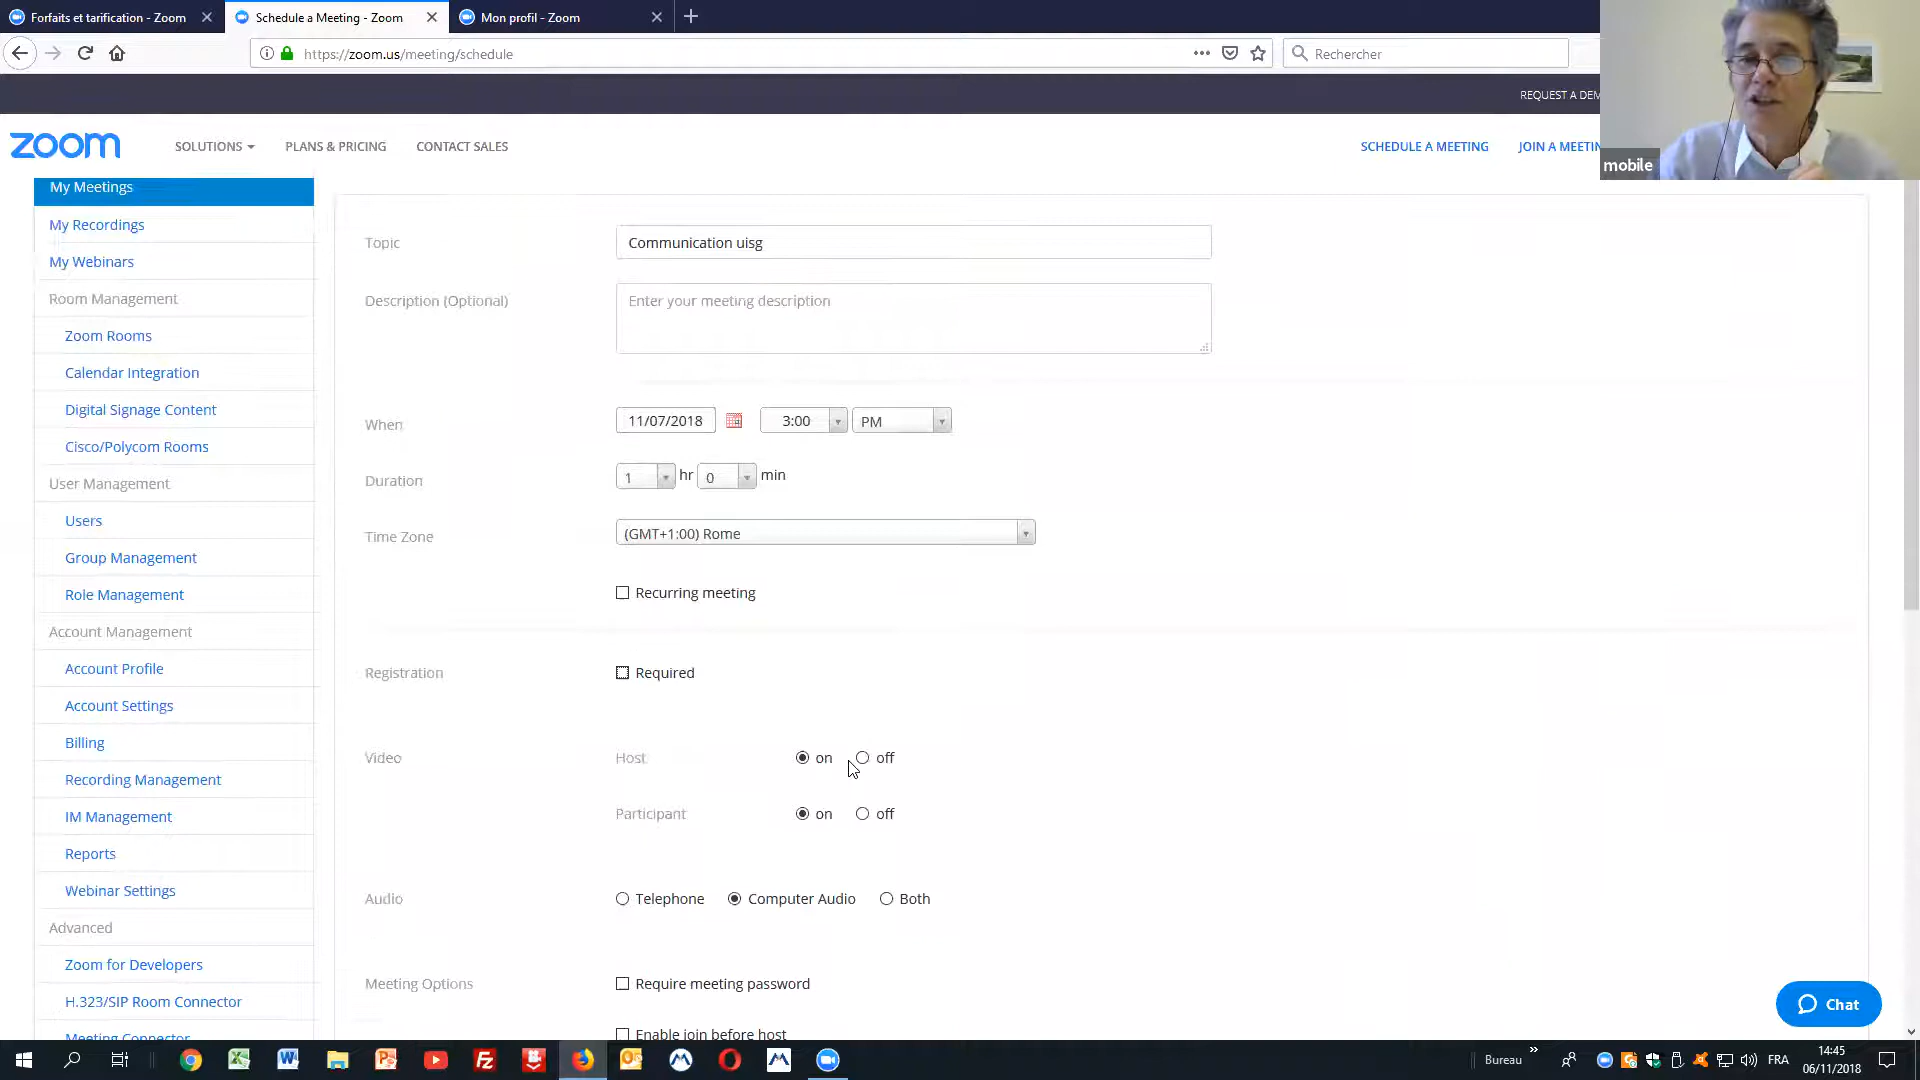 Forfaits et tarification - Zoom
Schedule a Meeting - Zoom
Mon profil - Zoom
https://zoom.us/meeting/schedule
Rechercher
REQUEST A DEM
zoom
SOLUTIONS
PLANS & PRICING
CONTACT SALES
SCHEDULE A MEETING
JOIN A MEETIN
mobile
My Meetings
My Recordings
My Webinars
Room Management
Zoom Rooms
Calendar Integration
Digital Signage Content
Cisco/Polycom Rooms
User Management
Users
Group Management
Role Management
Account Management
Account Profile
Account Settings
Billing
Recording Management
IM Management
Reports
Webinar Settings
Advanced
Zoom for Developers
H.323/SIP Room Connector
Meeting Connector
Topic
Communication uisg
Description (Optional)
Enter your meeting description
When
11/07/2018 3:00 PM
Duration
1 hr 0 min
Time Zone
(GMT+1:00) Rome
Recurring meeting
Registration
Required
Video
Host
on off
Participant
on off
Audio
Telephone Computer Audio Both
Meeting Options
Require meeting password
Enable join before host
Chat
Bureau
FRA
14:45
06/11/2018